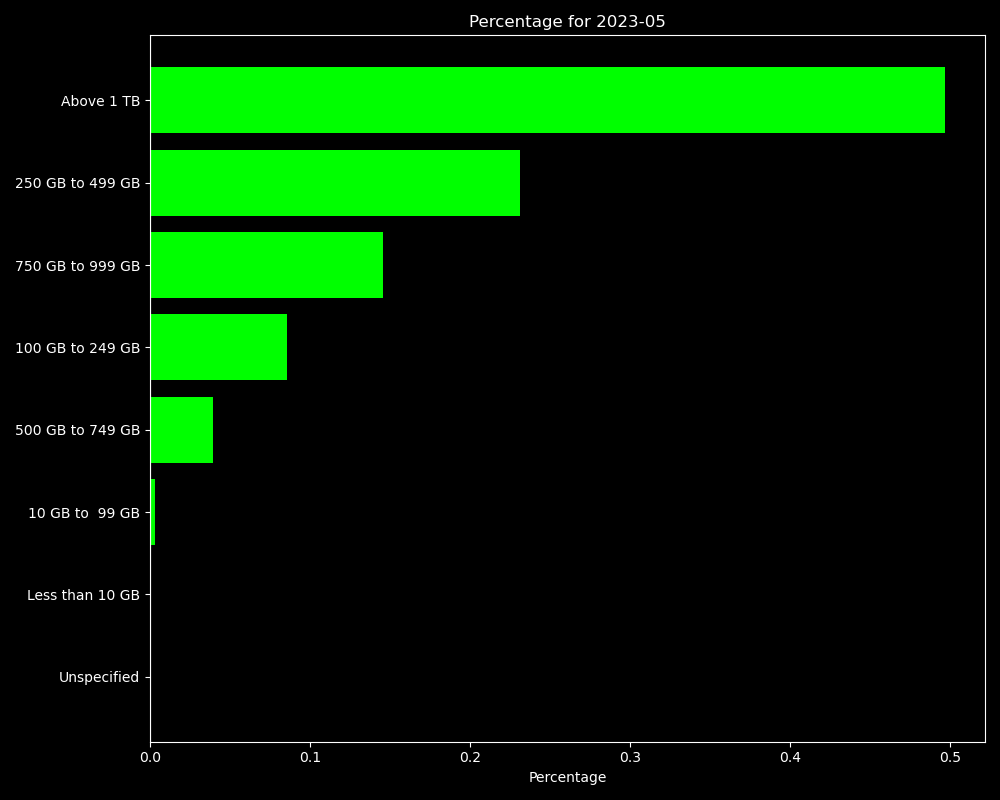 Percentage for 2023-05
Above 1 TB
250 GB to 499 GB
750 GB to 999 GB
100 GB to 249 GB
500 GB to 749 GB
10 GB to  99 GB
Less than 10 GB
Unspecified
0.0 0.1 0.2 0.3 0.4 0.5
Percentage